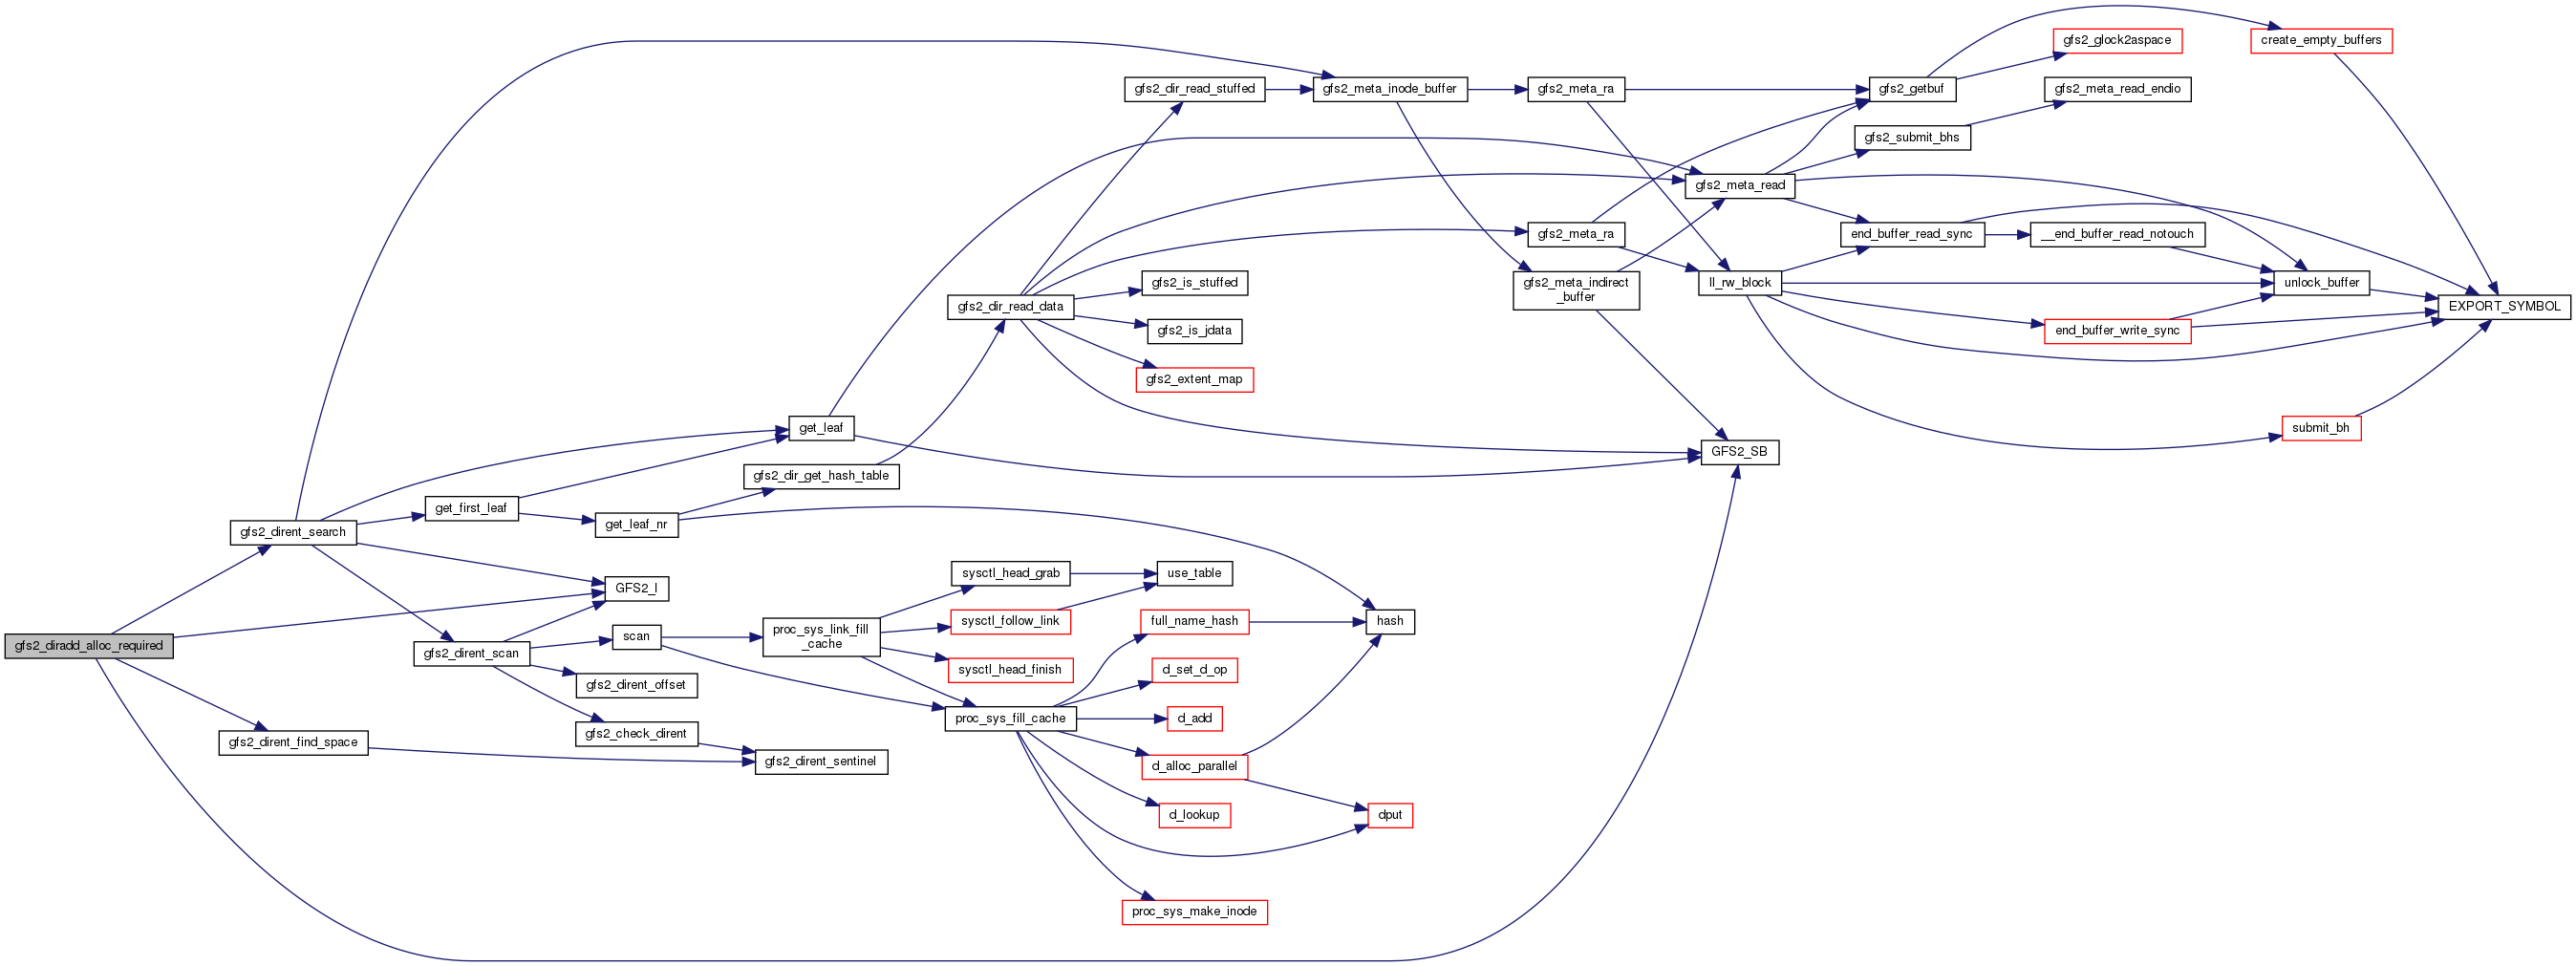 create_empty_buffers
gfs2_glock2aspace
gfs2_dir_read_stuffed
gfs2_meta_inode_buffer
gfs2_meta_ra
gfs2_getbuf
gfs2_meta_read_endio
gfs2_submit_bhs
gfs2_meta_read
gfs2_meta_ra
end_buffer_read_sync
__end_buffer_read_notouch
gfs2_is_stuffed
gfs2_meta_indirect
_buffer
ll_rw_block
unlock_buffer
gfs2_dir_read_data
EXPORT_SYMBOL
gfs2_is_jdata
end_buffer_write_sync
gfs2_extent_map
get_leaf
submit_bh
GFS2_SB
gfs2_dir_get_hash_table
get_first_leaf
get_leaf_nr
gfs2_dirent_search
sysctl_head_grab
use_table
GFS2_I
sysctl_follow_link
full_name_hash
hash
scan
proc_sys_link_fill
_cache
gfs2_diradd_alloc_required
gfs2_dirent_scan
sysctl_head_finish
d_set_d_op
gfs2_dirent_offset
proc_sys_fill_cache
d_add
gfs2_check_dirent
gfs2_dirent_find_space
gfs2_dirent_sentinel
d_alloc_parallel
d_lookup
dput
proc_sys_make_inode